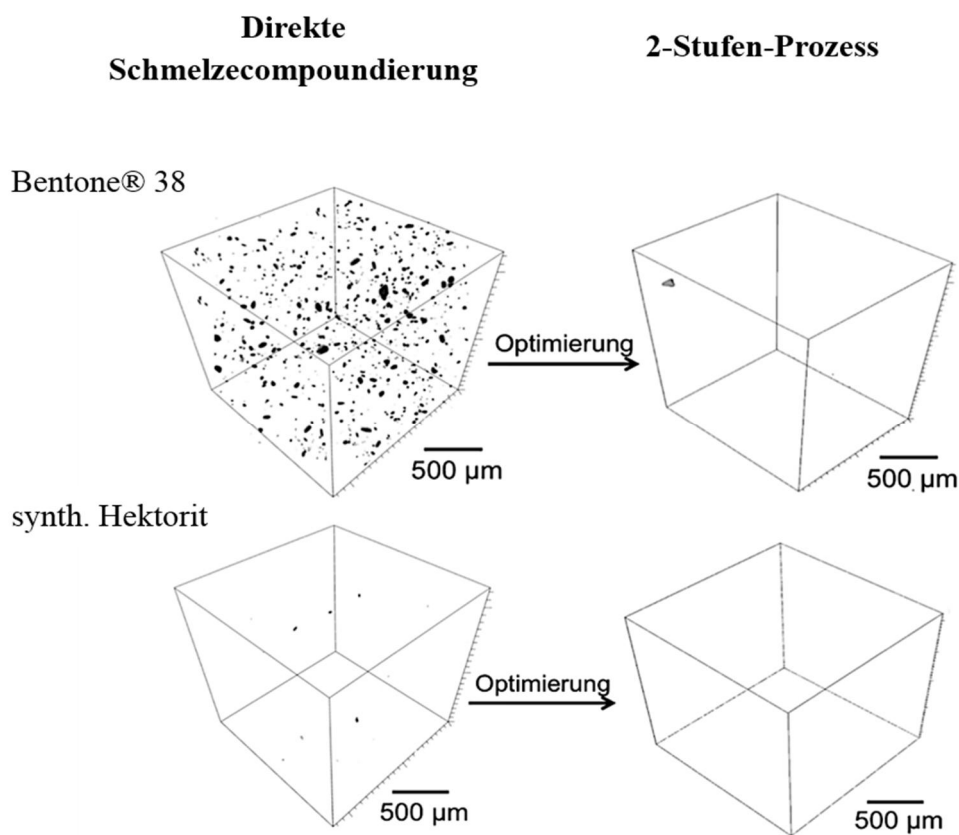 Direkte
Schmelzecompoundierung
2-Stufen-Prozess
Bentone® 38
Optimierung
500 µm
500 µm
synth. Hektorit
Optimierung
500 µm
500 µm